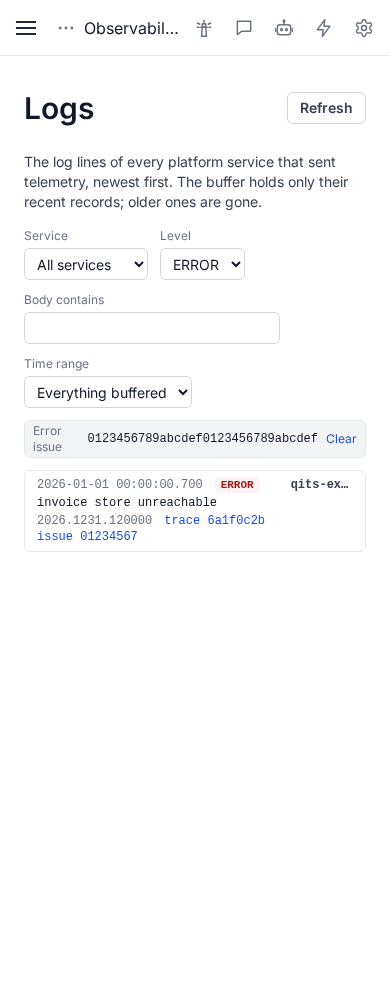 Observabil...
Logs
Refresh
The log lines of every platform service that sent
telemetry, newest first. The buffer holds only their
recent records; older ones are gone.
Service
Level
All services
ERROR
Body contains
Time range
Everything buffered
Error
issue
0123456789abcdef0123456789abcdef
Clear
2026-01-01 00:00:00.700 ERROR qits-ex…
invoice store unreachable
2026.1231.120000 trace 6a1f0c2b
issue 01234567